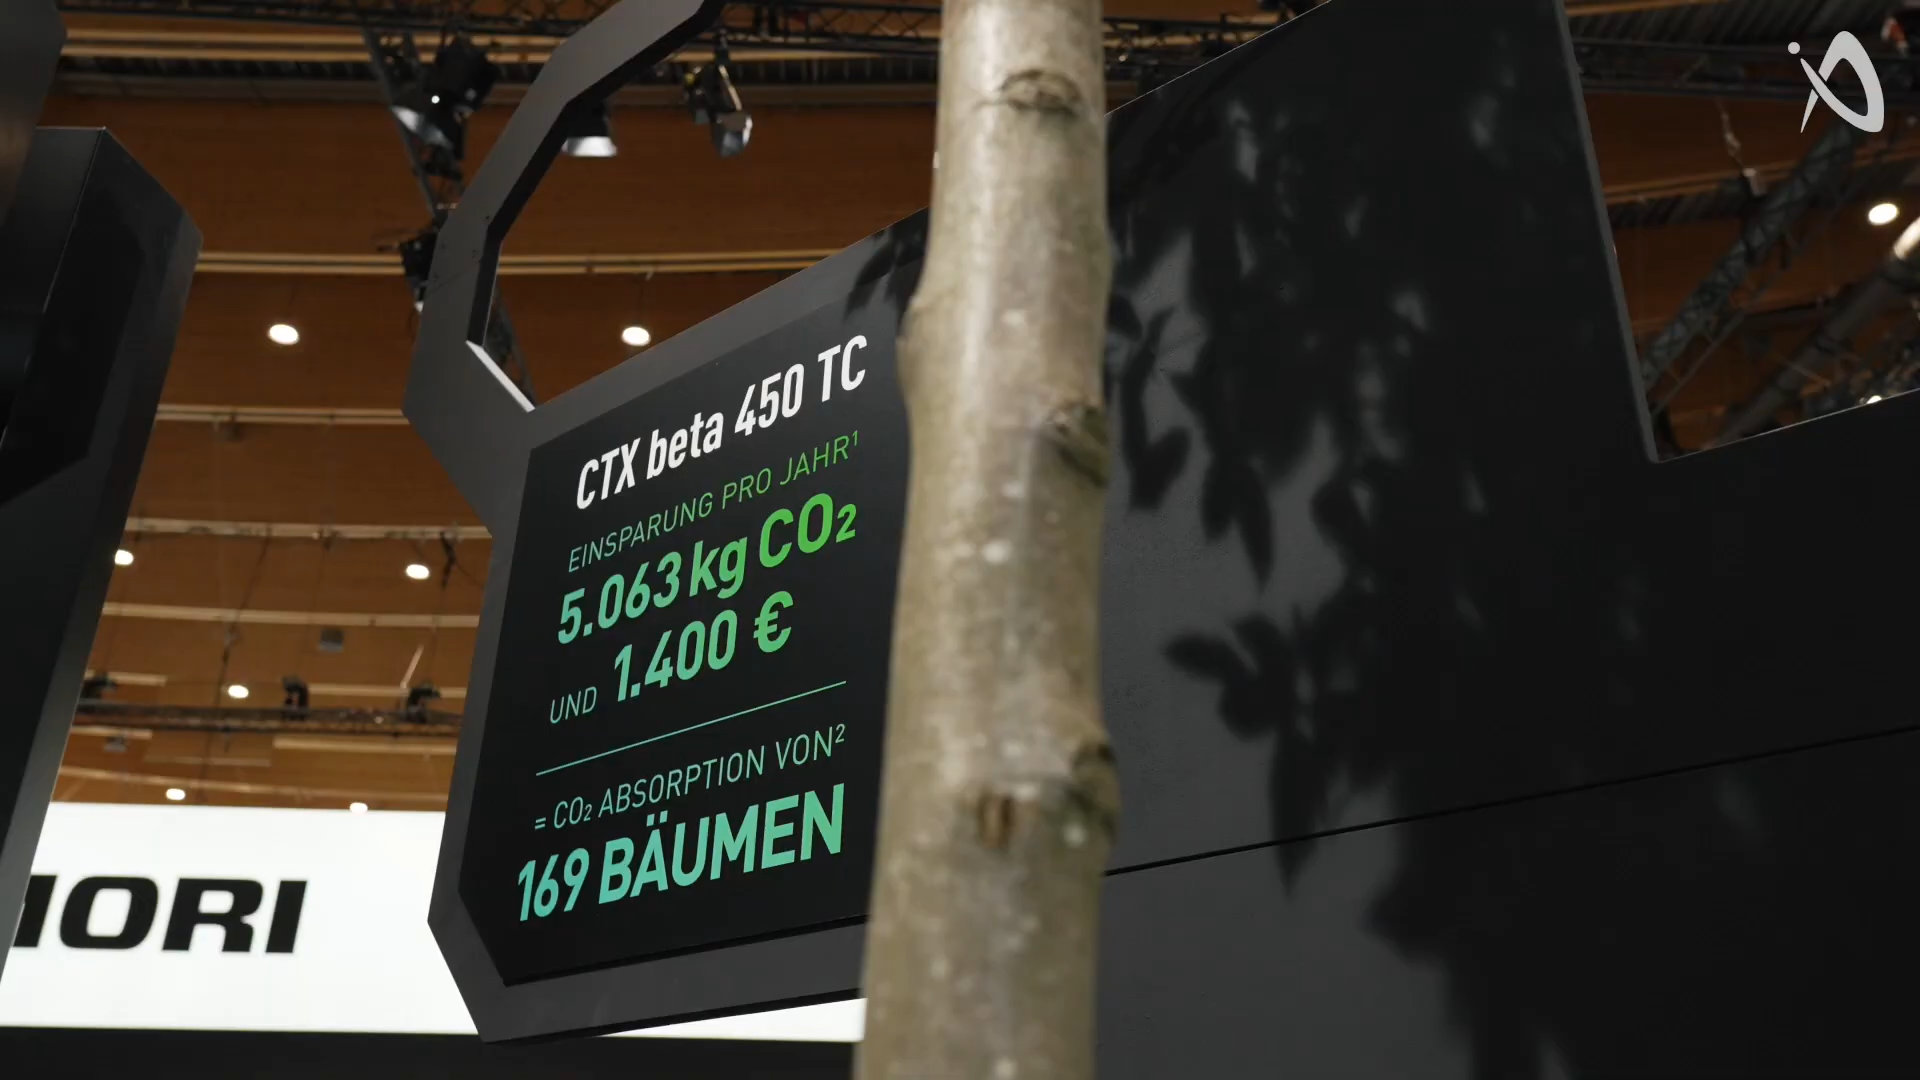 CTX beta 450 TC
EINSPARUNG PRO JAHR¹
5.063 kg CO₂
UND 1.400 €
= CO₂ ABSORPTION VON²
169 BÄUMEN